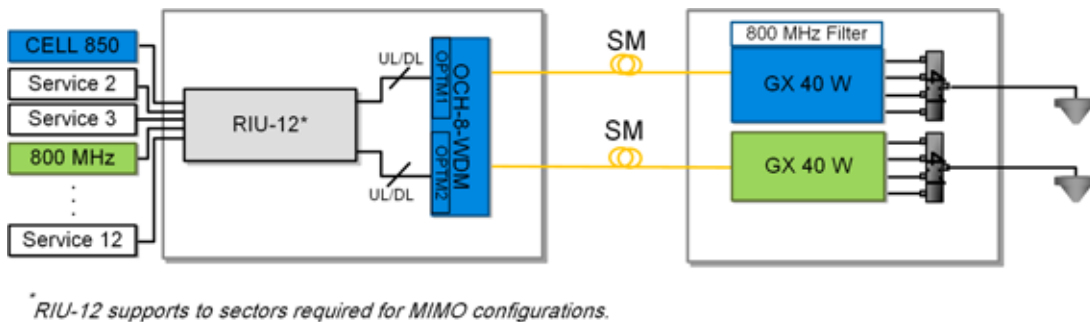 CELL 850
Service 2
Service 3
800 MHz
Service 12
RIU-12*
UL/DL
UL/DL
OPTM1
OPTM2
OCH-8-WDM
SM
SM
800 MHz Filter
GX 40 W
GX 40 W
*RIU-12 supports to sectors required for MIMO configurations.